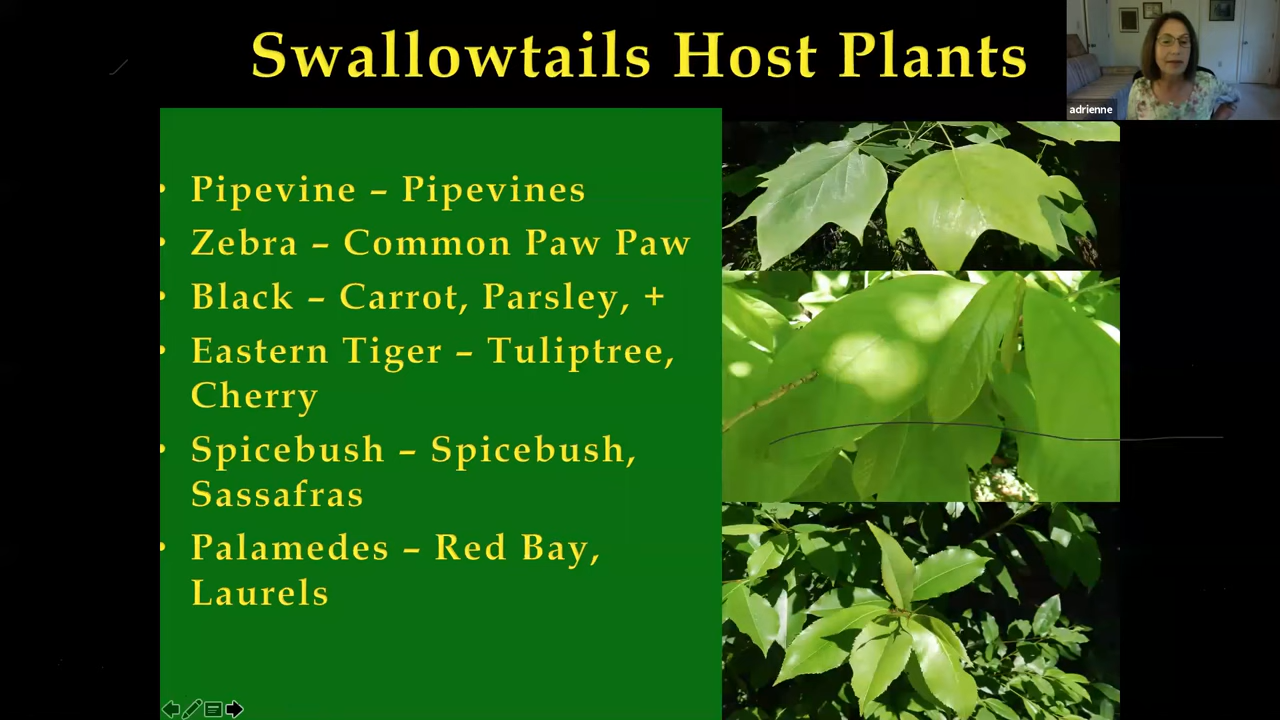 Swallowtails Host Plants
adrienne
• Pipevine – Pipevines
• Zebra – Common Paw Paw
• Black – Carrot, Parsley, +
• Eastern Tiger – Tuliptree,
Cherry
• Spicebush – Spicebush,
Sassafras
• Palamedes – Red Bay,
Laurels